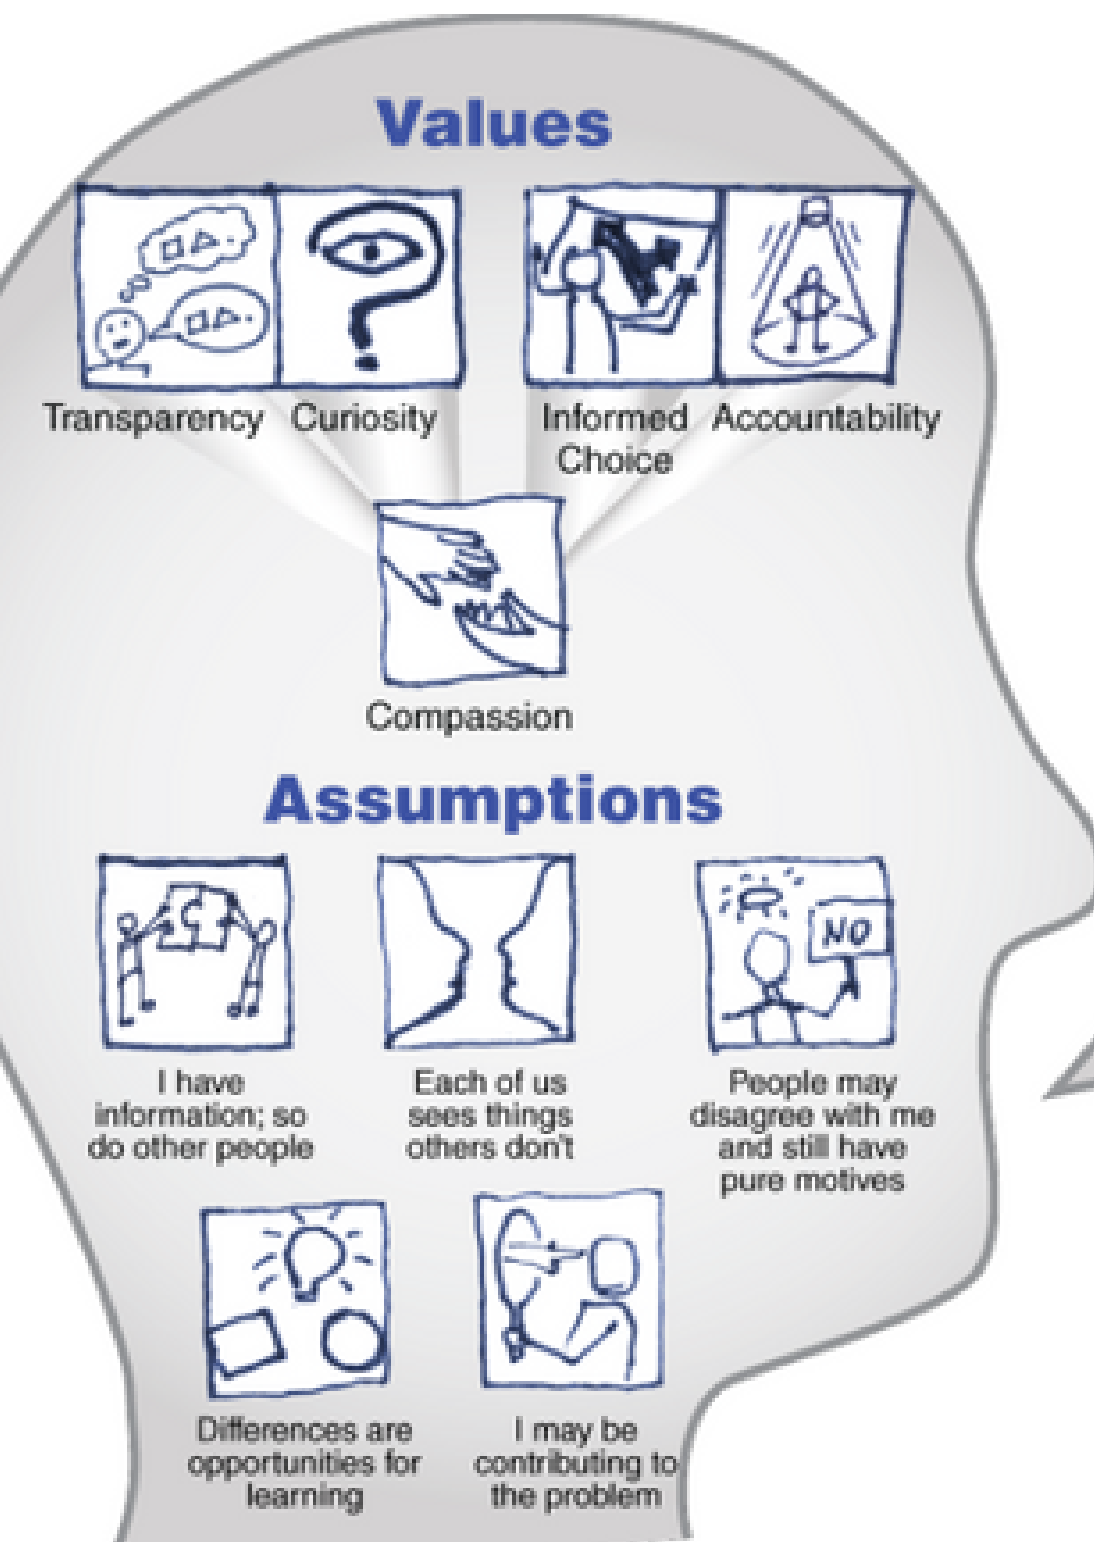 Values
Transparency Curiosity
Informed Choice
Accountability
Compassion
Assumptions
NO
I have
information; so
do other people
Each of us
sees things
others don't
People may
disagree with me
and still have
pure motives
Differences are
opportunities for
learning
I may be
contributing to
the problem